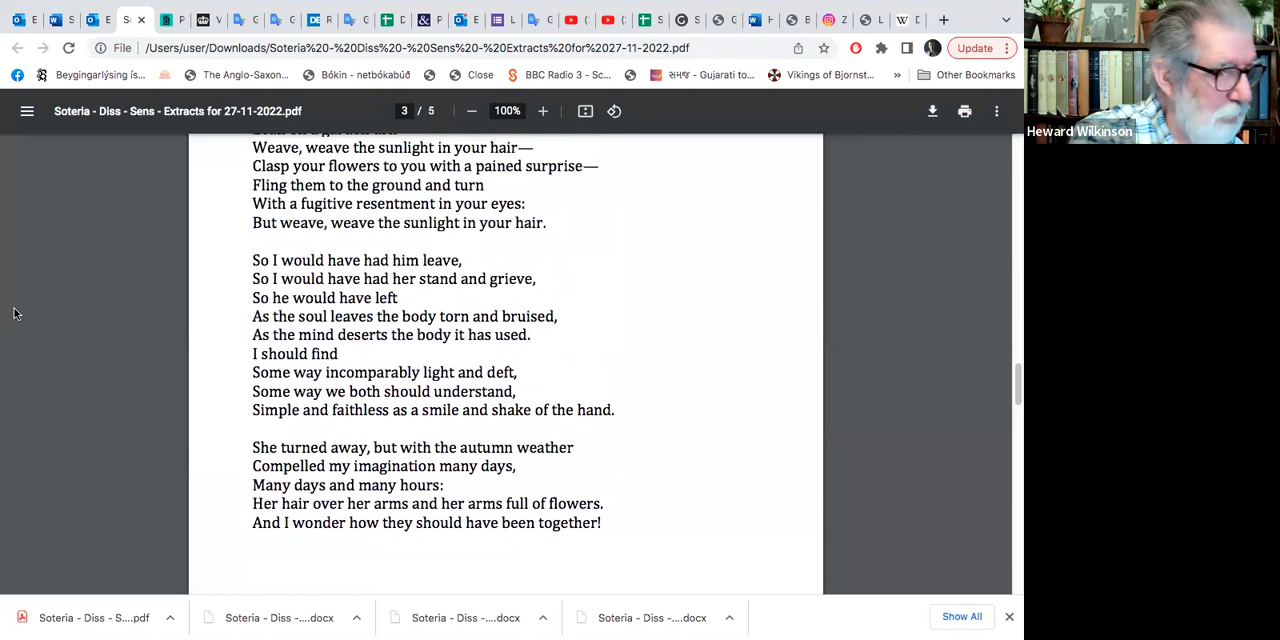 S
W S
E
S
P
V
G
G
DE R
G
D
& P
E
L
G
(
(
S
G S
G
W H
B
Z
L
W D
File /Users/user/Downloads/Soteria%20-%20Diss%20-%20Sens%20-%20Extracts%20for%2027-11-2022.pdf Update
Beygingarlýsing ís... The Anglo-Saxon... Bókin - netbókabúð Close BBC Radio 3 - Sc... સમજ - Gujarati to... Vikings of Bjornst... » Other Bookmarks
Soteria - Diss - Sens - Extracts for 27-11-2022.pdf 3 / 5 100%
Heward Wilkinson
Weave, weave the sunlight in your hair—
Clasp your flowers to you with a pained surprise—
Fling them to the ground and turn
With a fugitive resentment in your eyes:
But weave, weave the sunlight in your hair.
So I would have had him leave,
So I would have had her stand and grieve,
So he would have left
As the soul leaves the body torn and bruised,
As the mind deserts the body it has used.
I should find
Some way incomparably light and deft,
Some way we both should understand,
Simple and faithless as a smile and shake of the hand.
She turned away, but with the autumn weather
Compelled my imagination many days,
Many days and many hours:
Her hair over her arms and her arms full of flowers.
And I wonder how they should have been together!
Soteria - Diss - S....pdf Soteria - Diss -....docx Soteria - Diss -....docx Soteria - Diss -....docx Show All